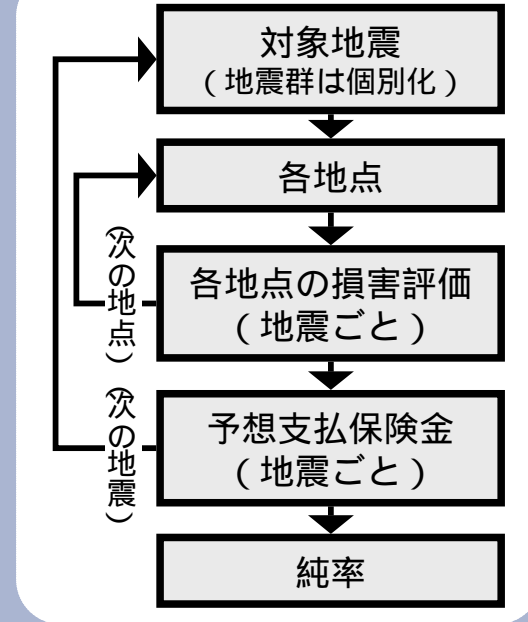 対象地震
（地震群は個別化）
各地点
（次の地点）
各地点の損害評価
（地震ごと）
（次の地震）
予想支払保険金
（地震ごと）
純率